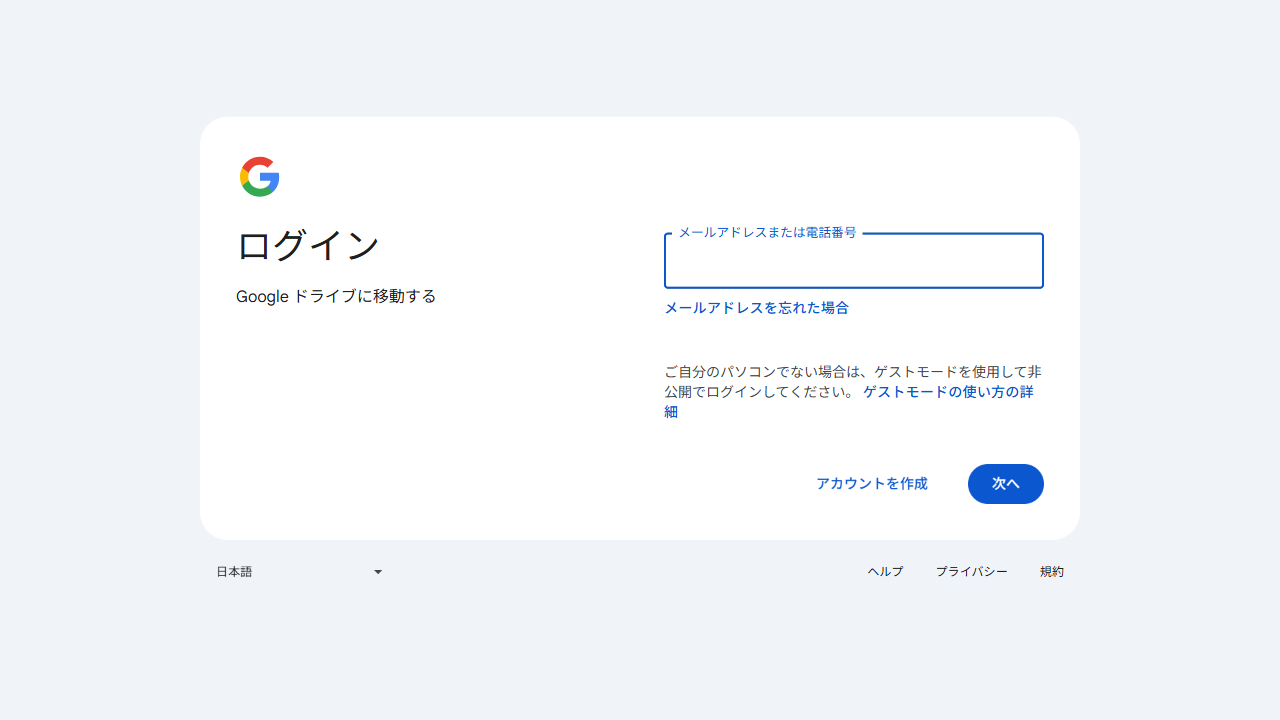 ログイン
Google ドライブに移動する
メールアドレスまたは電話番号
メールアドレスを忘れた場合
ご自分のパソコンでない場合は、ゲストモードを使用して非
公開でログインしてください。 ゲストモードの使い方の詳
細
アカウントを作成
次へ
日本語
ヘルプ
プライバシー
規約